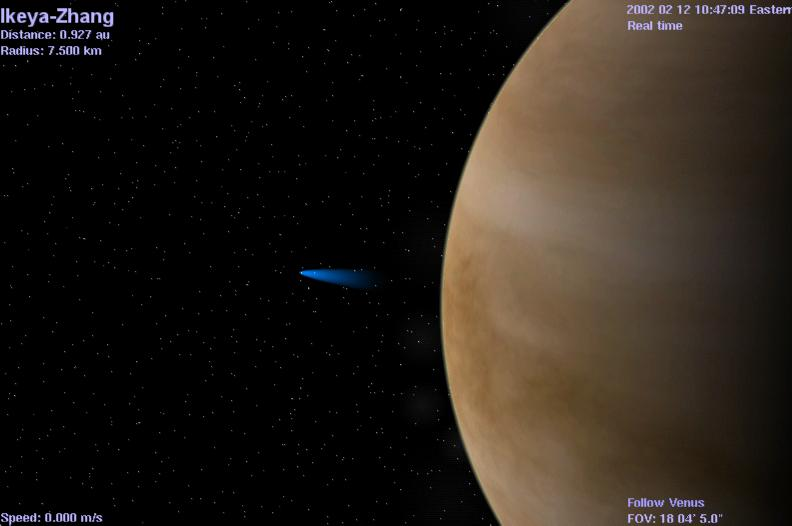 Ikeya-Zhang
Distance: 0.927 au
Radius: 7.500 km
2002 02 12 10:47:09 Eastern
Real time
Speed: 0.000 m/s
Follow Venus
FOV: 18 04' 5.0"